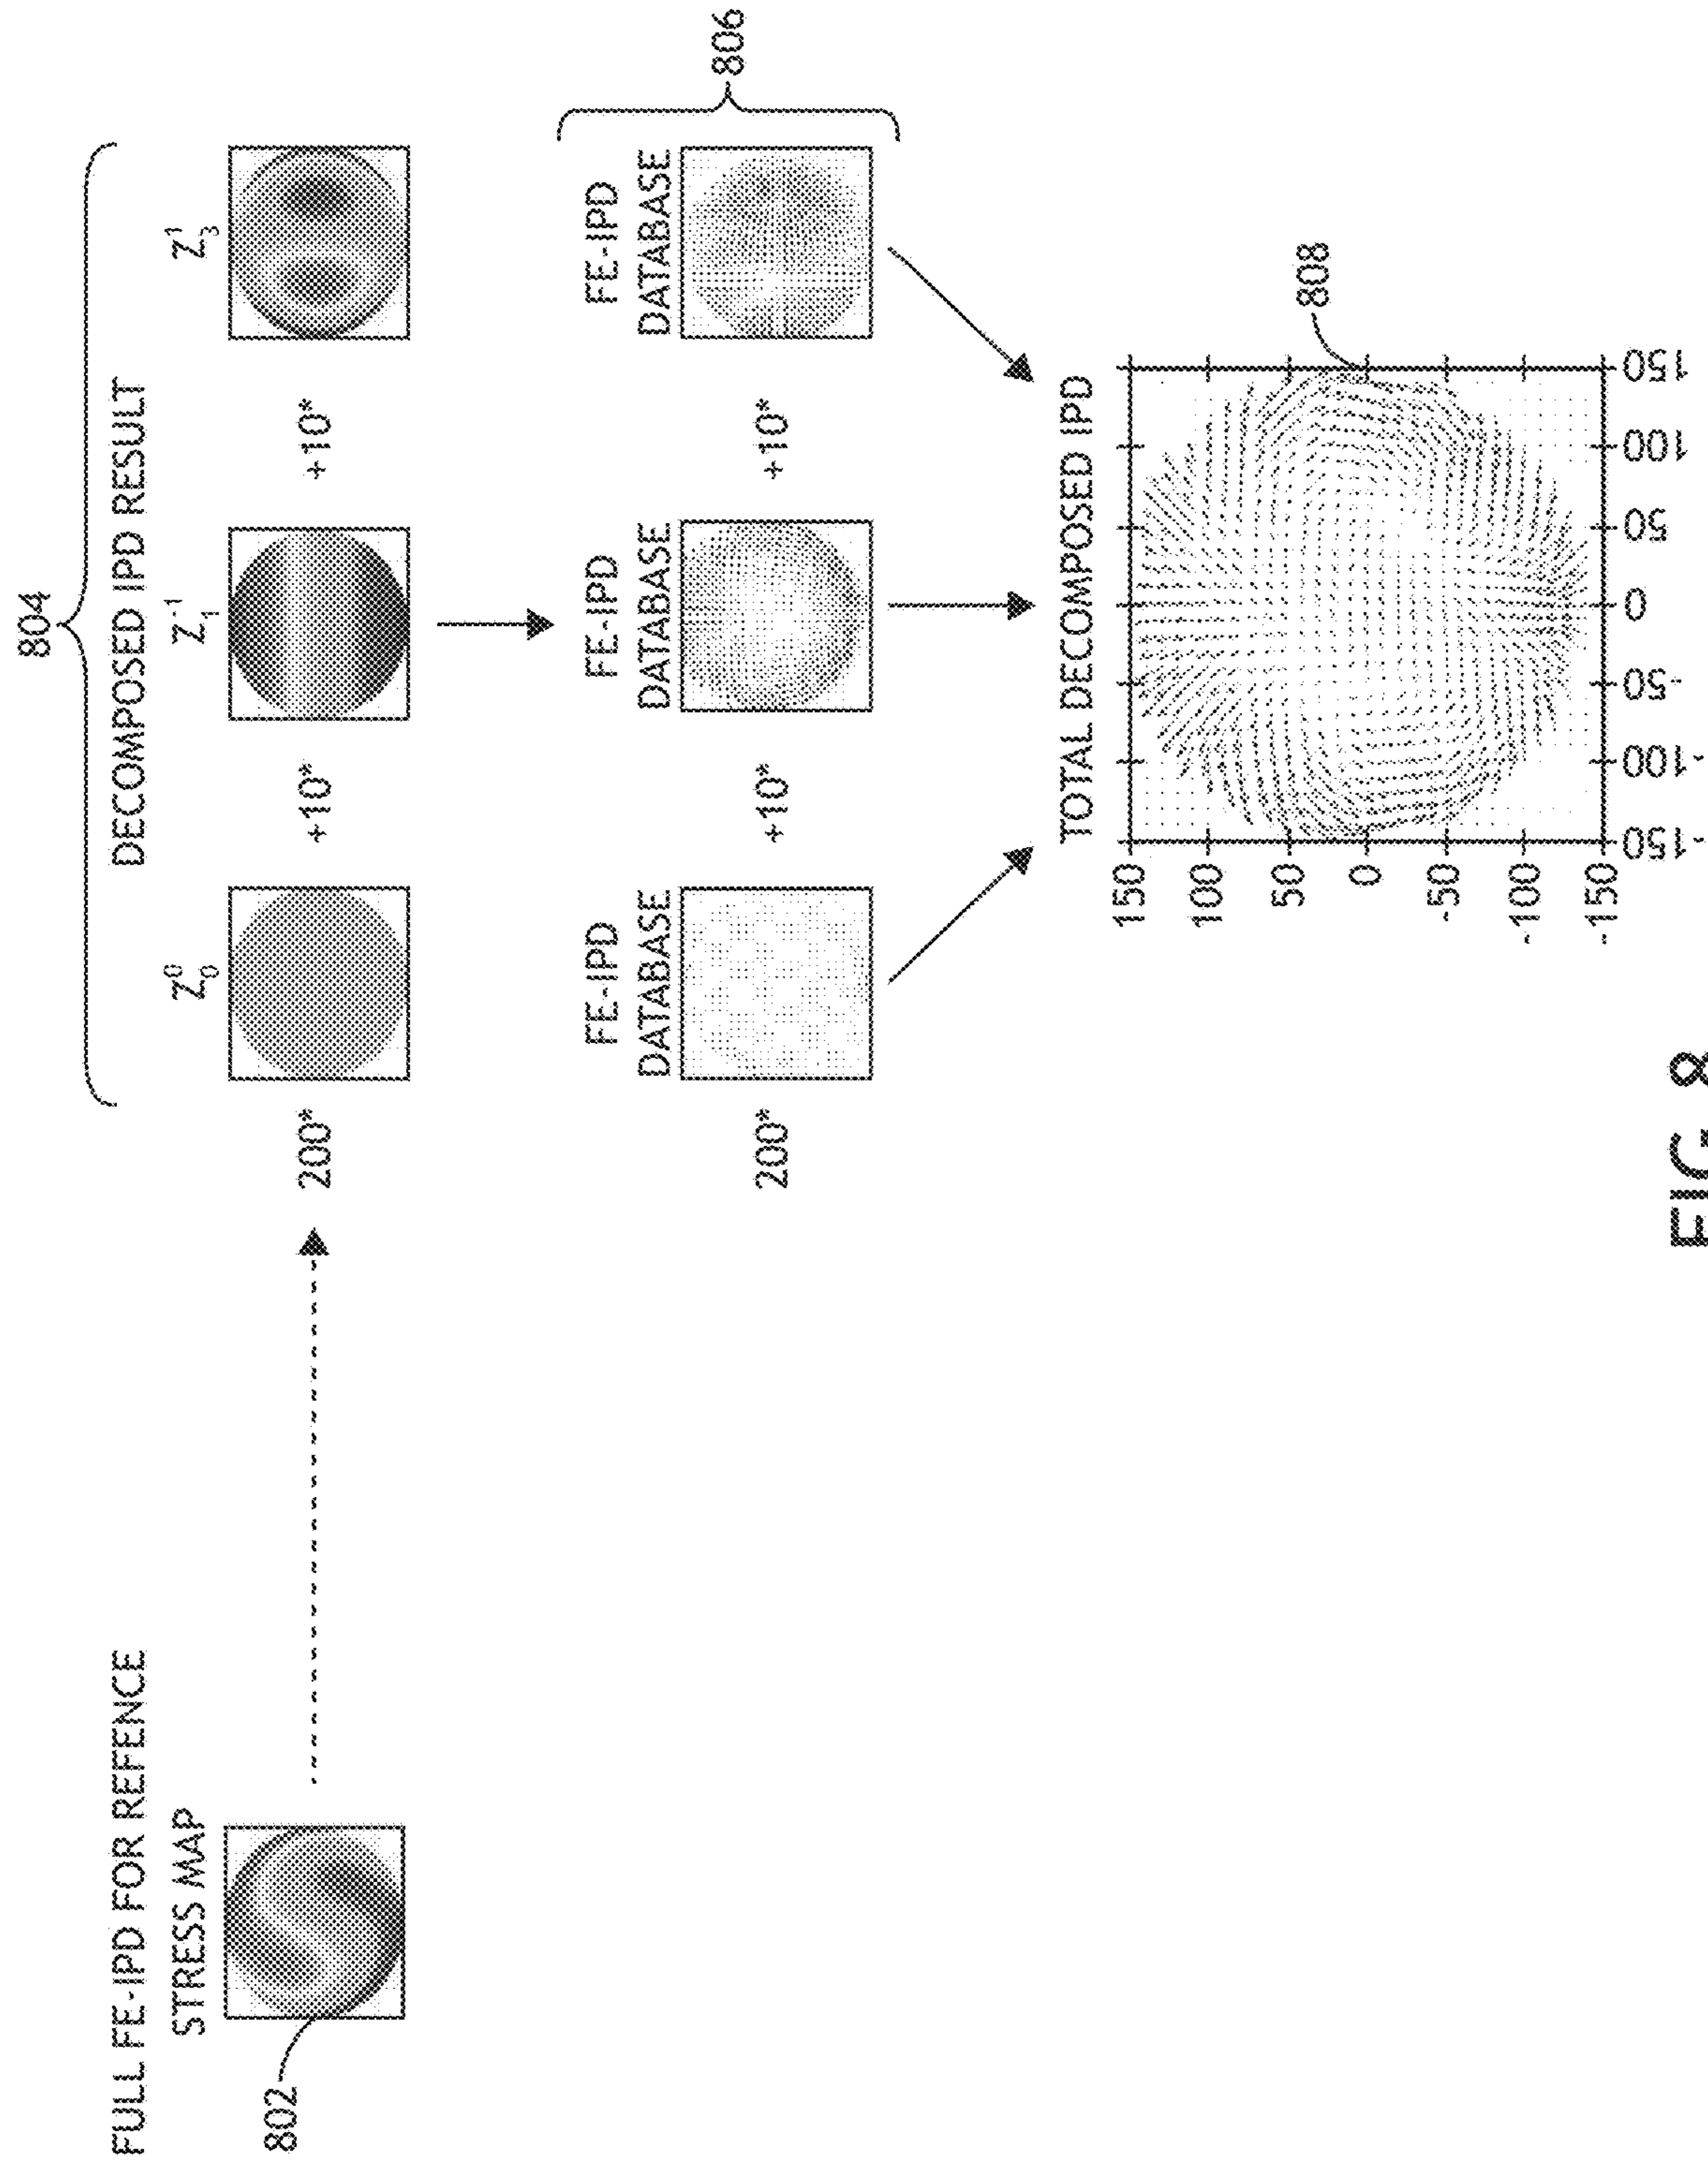 804
FULL FE-IPD FOR REFENCE
DECOMPOSED IPD RESULT
STRESS MAP
Z₀⁰
Z₁⁻¹
Z₃¹
802
200*
+10*
+10*
FE-IPD DATABASE
FE-IPD DATABASE
FE-IPD DATABASE
200*
+10*
+10*
806
TOTAL DECOMPOSED IPD
150
100
50
0
-50
-100
-150
-150
-100
-50
0
50
100
150
808
FIG. 8